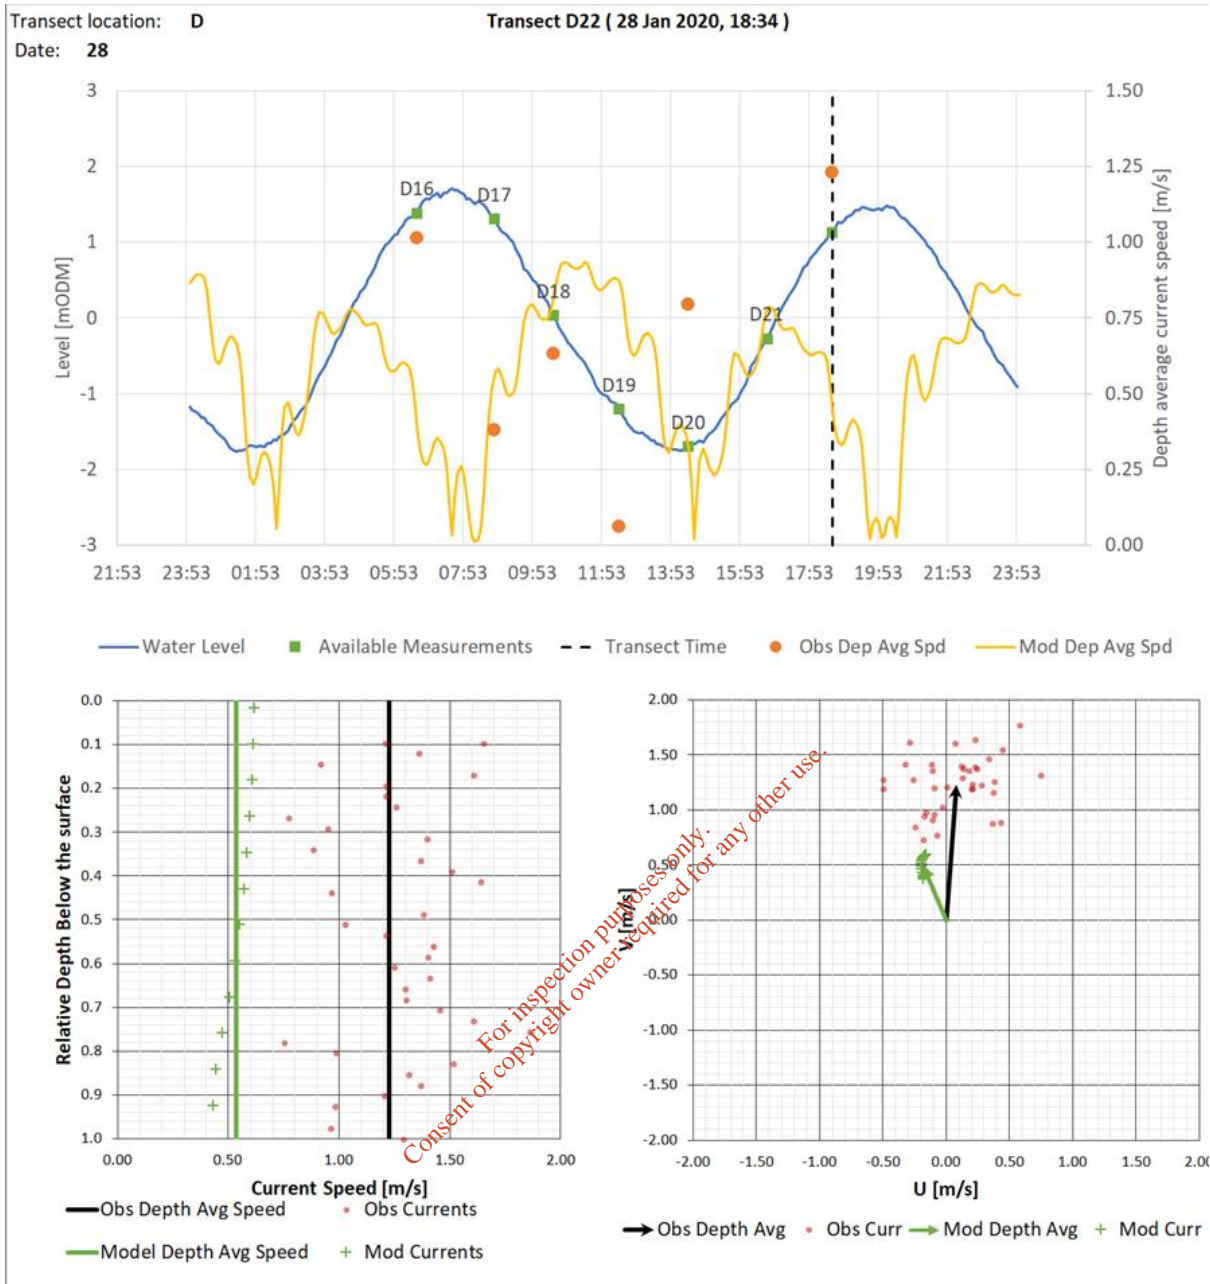 Transect location: D Transect D22 ( 28 Jan 2020, 18:34 )
Date: 28
3 1.50
2 1.25
1 1.00
0 0.75
-1 0.50
-2 0.25
-3 0.00
Level [mODM]
Depth average current speed [m/s]
D16 D17
D18
D19
D20
D21
21:53 23:53 01:53 03:53 05:53 07:53 09:53 11:53 13:53 15:53 17:53 19:53 21:53 23:53
Water Level Available Measurements Transect Time Obs Dep Avg Spd Mod Dep Avg Spd
Relative Depth Below the surface
0.0
0.1
0.2
0.3
0.4
0.5
0.6
0.7
0.8
0.9
1.0
0.00 0.50 1.00 1.50 2.00
Current Speed [m/s]
Obs Depth Avg Speed Obs Currents
Model Depth Avg Speed Mod Currents
2.00
1.50
1.00
0.50
0.00
-0.50
-1.00
-1.50
-2.00
V [m/s]
-2.00 -1.50 -1.00 -0.50 0.00 0.50 1.00 1.50 2.00
U [m/s]
Obs Depth Avg Obs Curr Mod Depth Avg Mod Curr
For inspection purposes only.
Consent of copyright owner required for any other use.